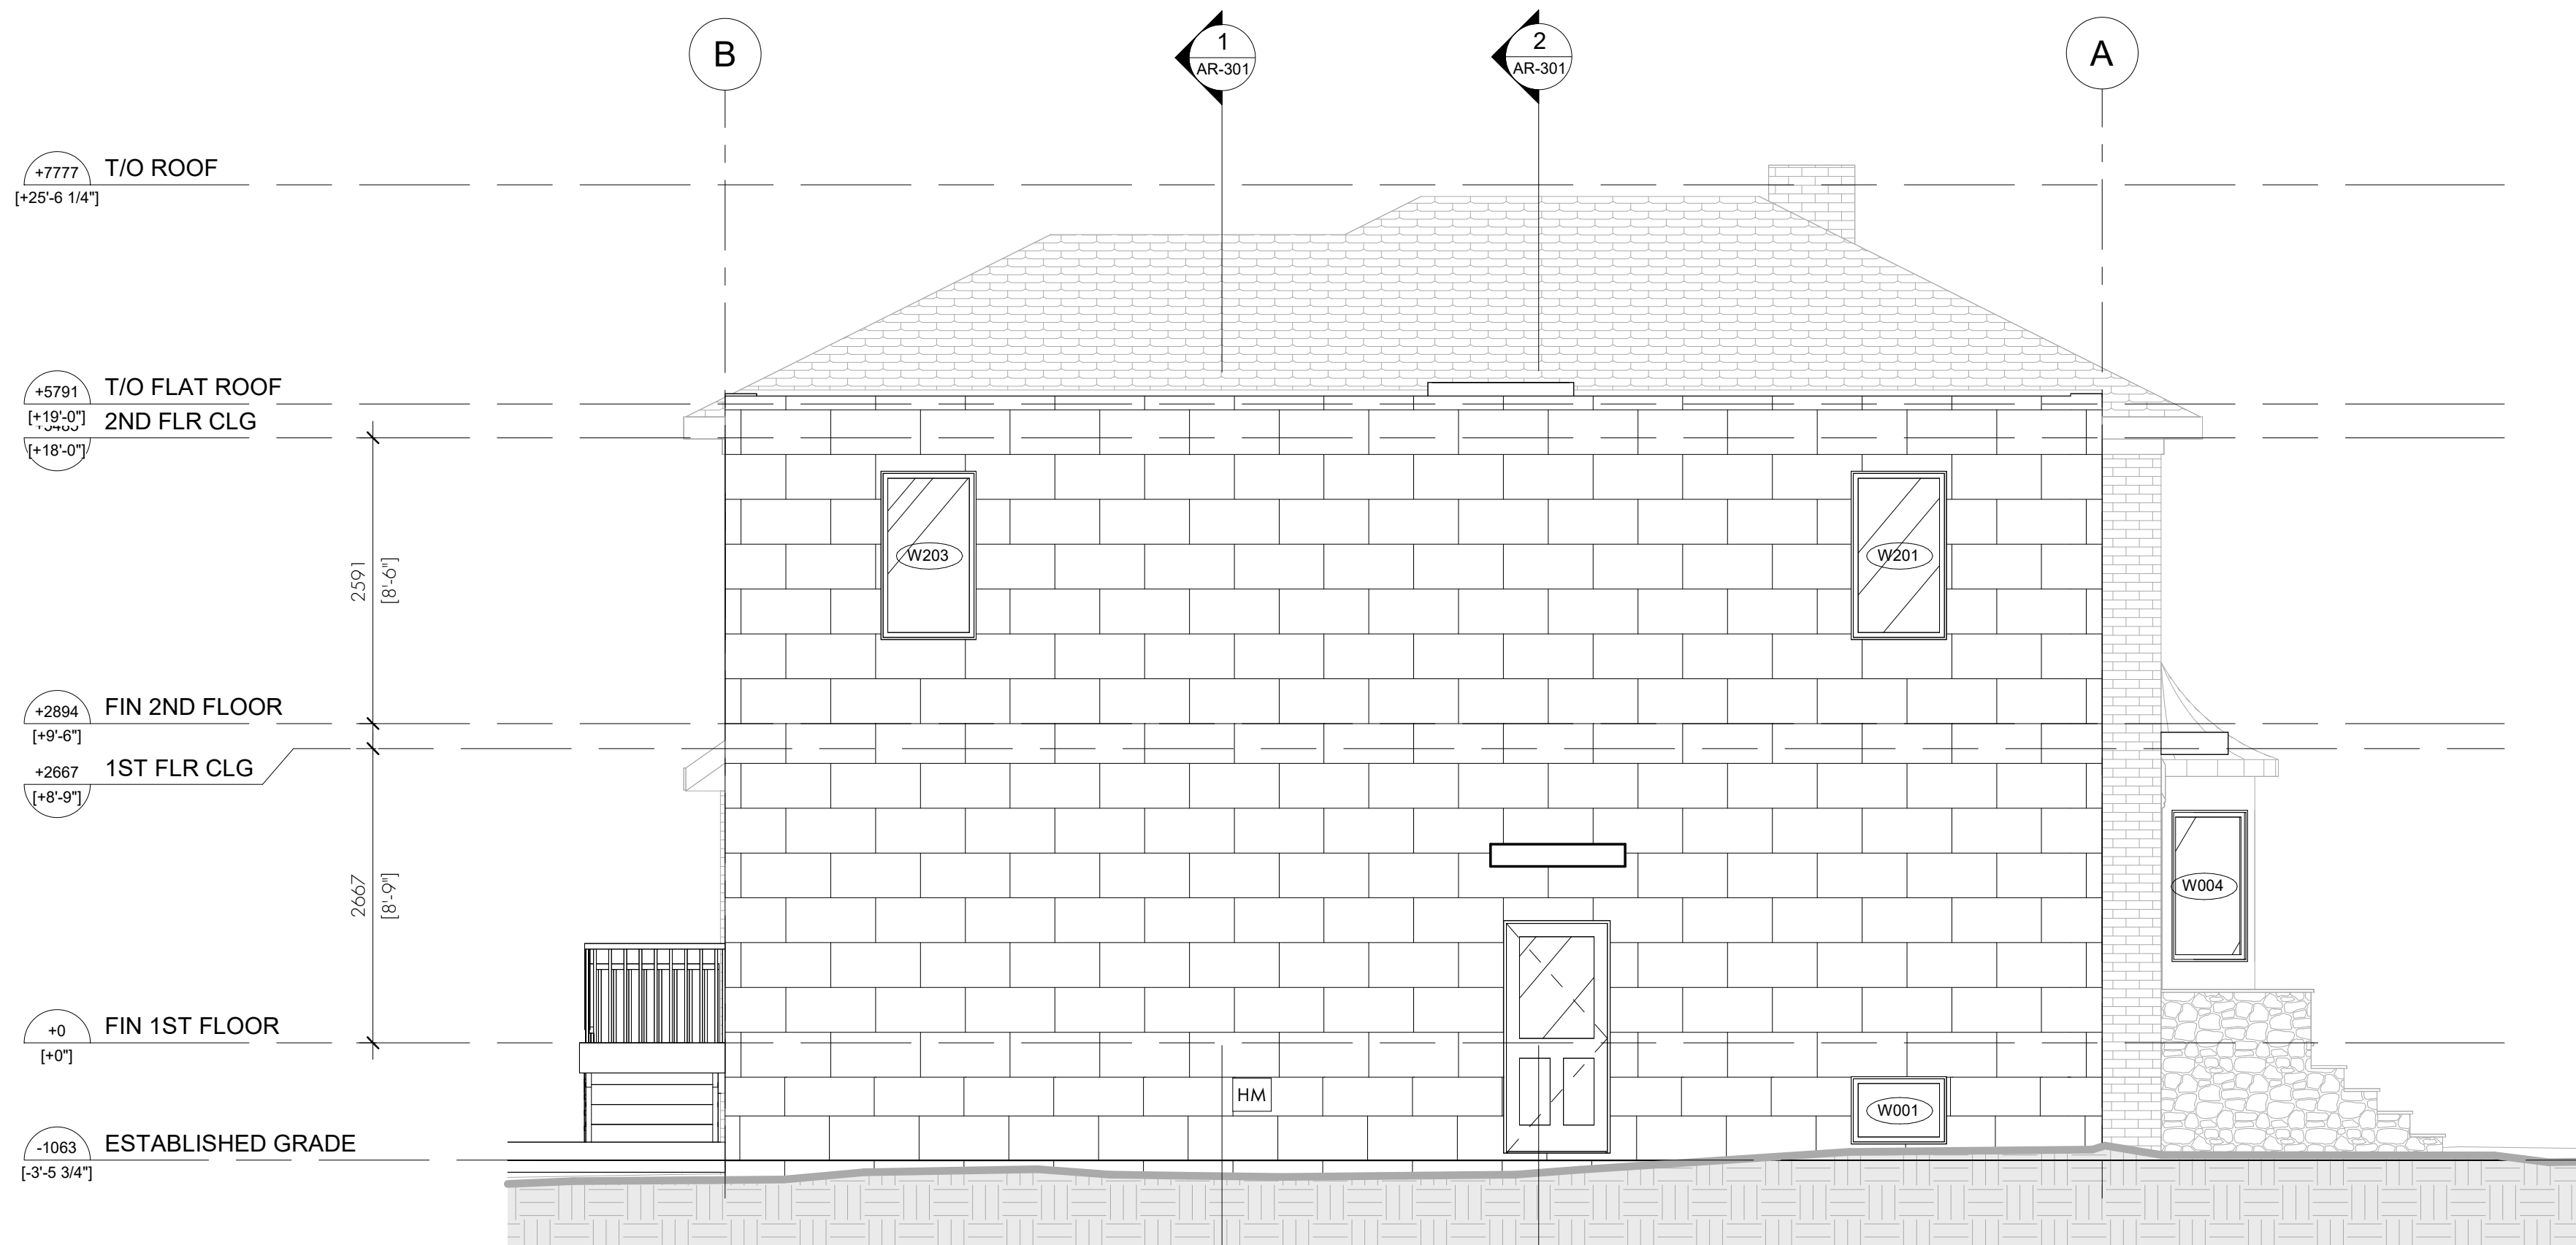 B
1
AR-301
2
AR-301
A
+7777
T/O ROOF
[+25'-6 1/4"]
+5791
T/O FLAT ROOF
[+19'-0"]
2ND FLR CLG
[+18'-0"]
2591
[8'-6"]
W203
W201
+2894
FIN 2ND FLOOR
[+9'-6"]
+2667
1ST FLR CLG
[+8'-9"]
2667
[8'-9"]
W004
+0
FIN 1ST FLOOR
[+0"]
HM
W001
-1063
ESTABLISHED GRADE
[-3'-5 3/4"]